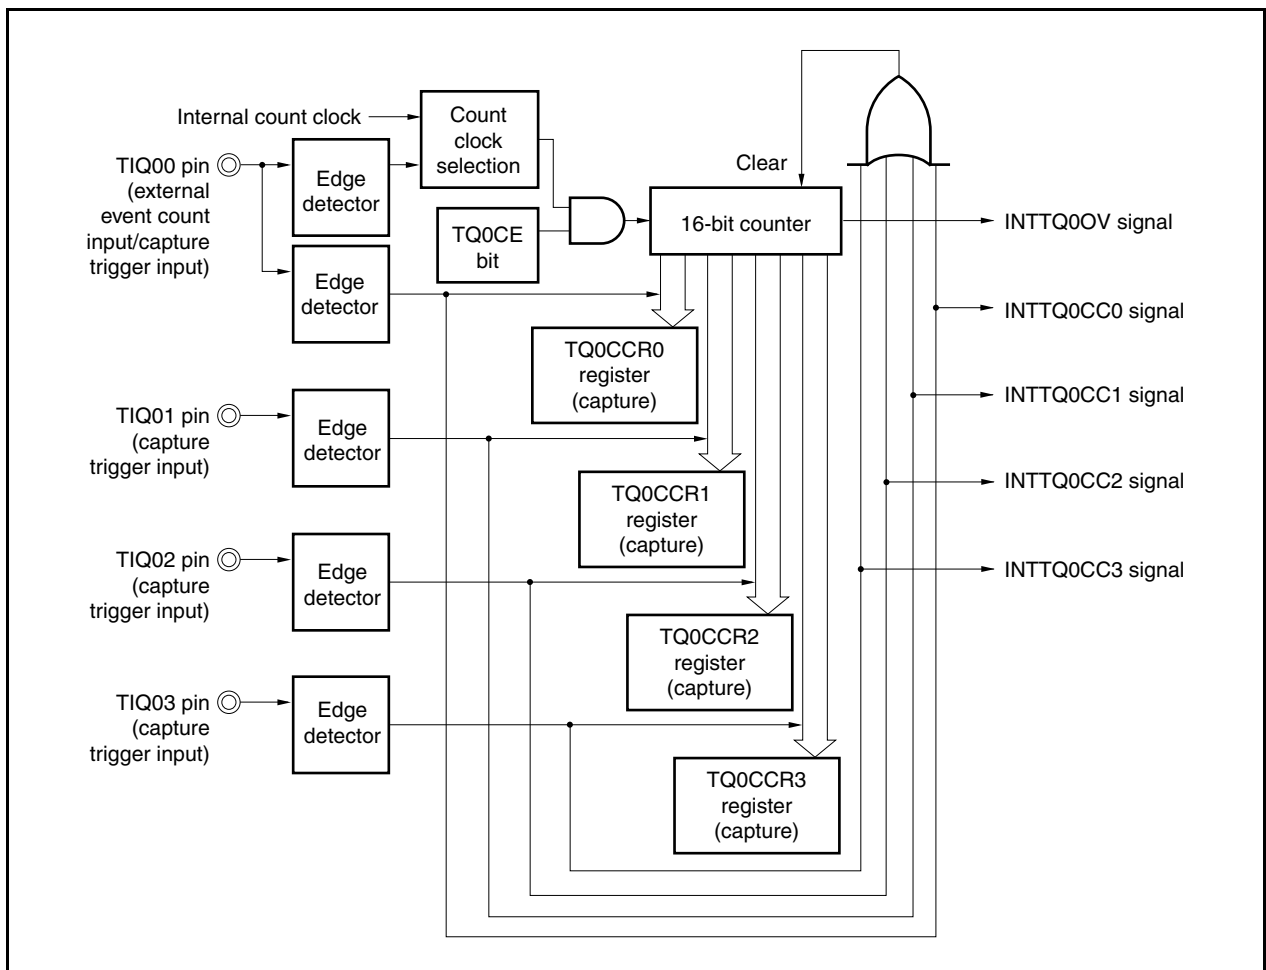 Internal count clock
Count
clock
selection
TIQ00 pin
(external
event count
input/capture
trigger input)
Edge
detector
Edge
detector
TQ0CE
bit
Clear
16-bit counter
INTTQ0OV signal
INTTQ0CC0 signal
TQ0CCR0
register
(capture)
INTTQ0CC1 signal
TIQ01 pin
(capture
trigger input)
Edge
detector
TQ0CCR1
register
(capture)
INTTQ0CC2 signal
TIQ02 pin
(capture
trigger input)
Edge
detector
INTTQ0CC3 signal
TQ0CCR2
register
(capture)
TIQ03 pin
(capture
trigger input)
Edge
detector
TQ0CCR3
register
(capture)